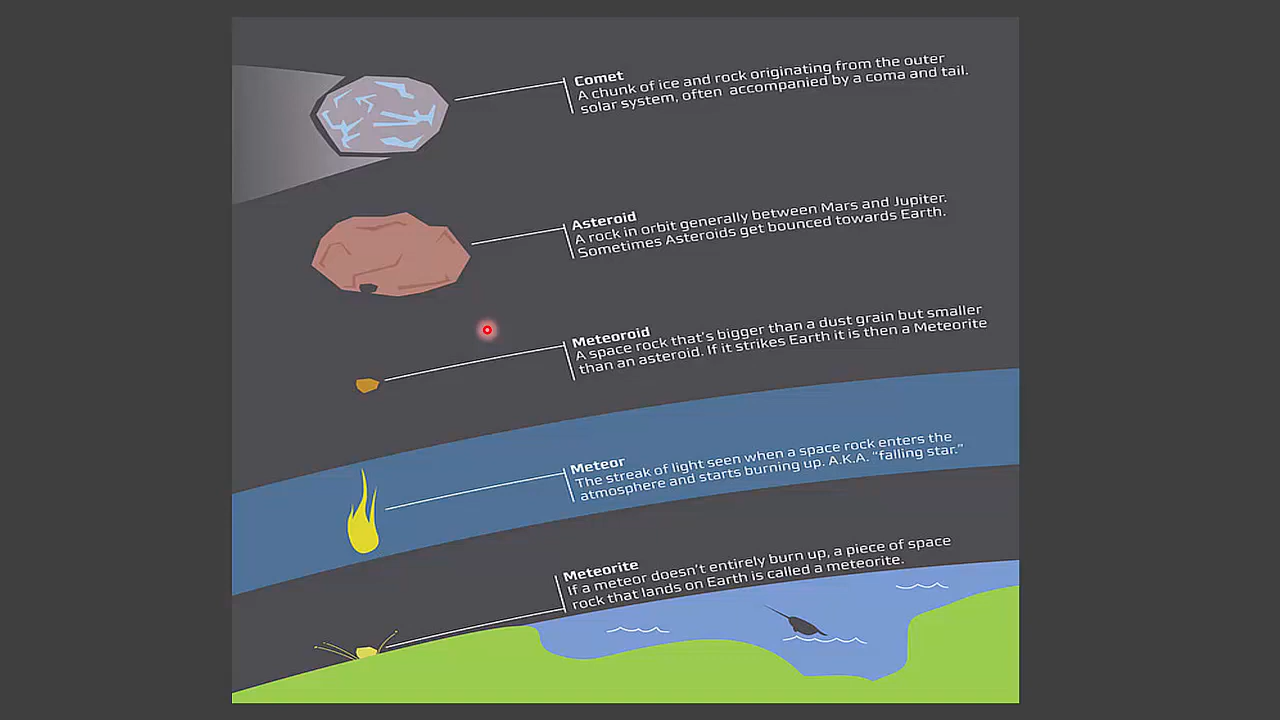 Comet
A chunk of ice and rock originating from the outer
solar system, often accompanied by a coma and tail.
Asteroid
A rock in orbit generally between Mars and Jupiter.
Sometimes Asteroids get bounced towards Earth.
Meteoroid
A space rock that's bigger than a dust grain but smaller
than an asteroid. If it strikes Earth it is then a Meteorite
Meteor
The streak of light seen when a space rock enters the
atmosphere and starts burning up. A.K.A. “falling star.”
Meteorite
If a meteor doesn't entirely burn up, a piece of space
rock that lands on Earth is called a meteorite.